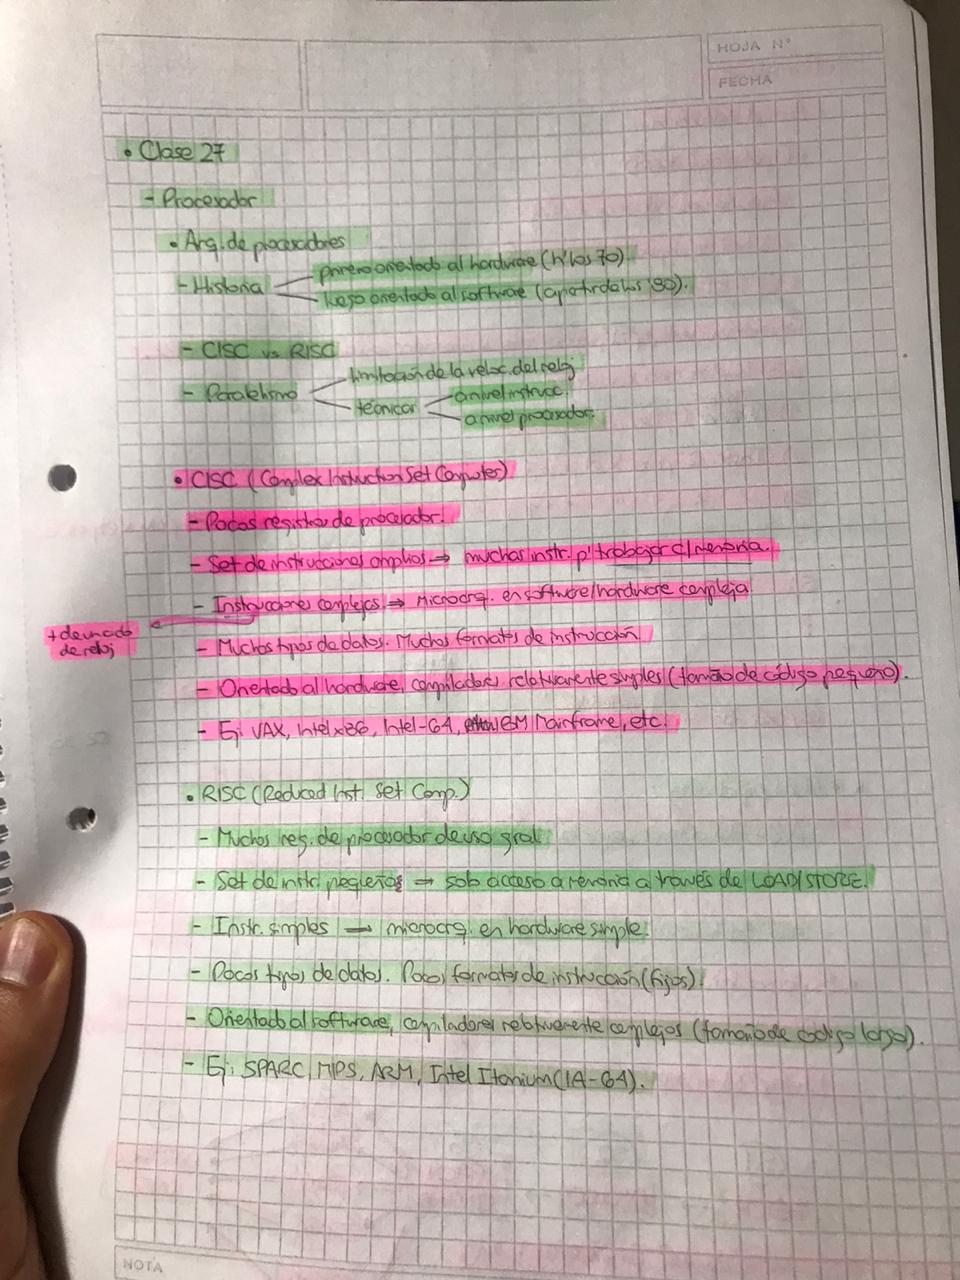 HOJA N°
FECHA
• Clase 27
- Procesador
• Arq. de procesadores
- Historia
primero orientado al hardware (h' los 70)
luego orientado al software (a partir de los '80).
- CISC vs RISC
- Paralelismo
limitación de la veloc. del reloj
técnicas
a nivel instrucc.
a nivel procesador.
• CISC (Complex Instruction Set Computer)
- Pocos registros de procesador.
- Set de instrucciones amplios → muchas instr. p' trabajar c/ memoria.
- Instrucciones complejas → Microarq. en software/hardware compleja
+ de un ciclo
de reloj
- Muchos tipos de datos. Muchos formatos de instrucción
- Orientado al hardware, compiladores relativamente simples (tamaño de código pequeño).
- Ej: VAX, Intel x86, Intel-64, IBM Mainframe, etc.
• RISC (Reduced Inst. Set Comp.)
- Muchos reg. de procesador de uso gral.
- Set de instr. pequeños → solo acceso a memoria a través de LOAD/STORE.
- Instr. simples → microarq. en hardware simple.
- Pocos tipos de datos. Pocos formatos de instrucción (fijos).
- Orientado al software, compiladores relativamente complejos (tamaño de codigo largo).
- Ej: SPARC, MIPS, ARM, Intel Itanium (IA-64).
NOTA